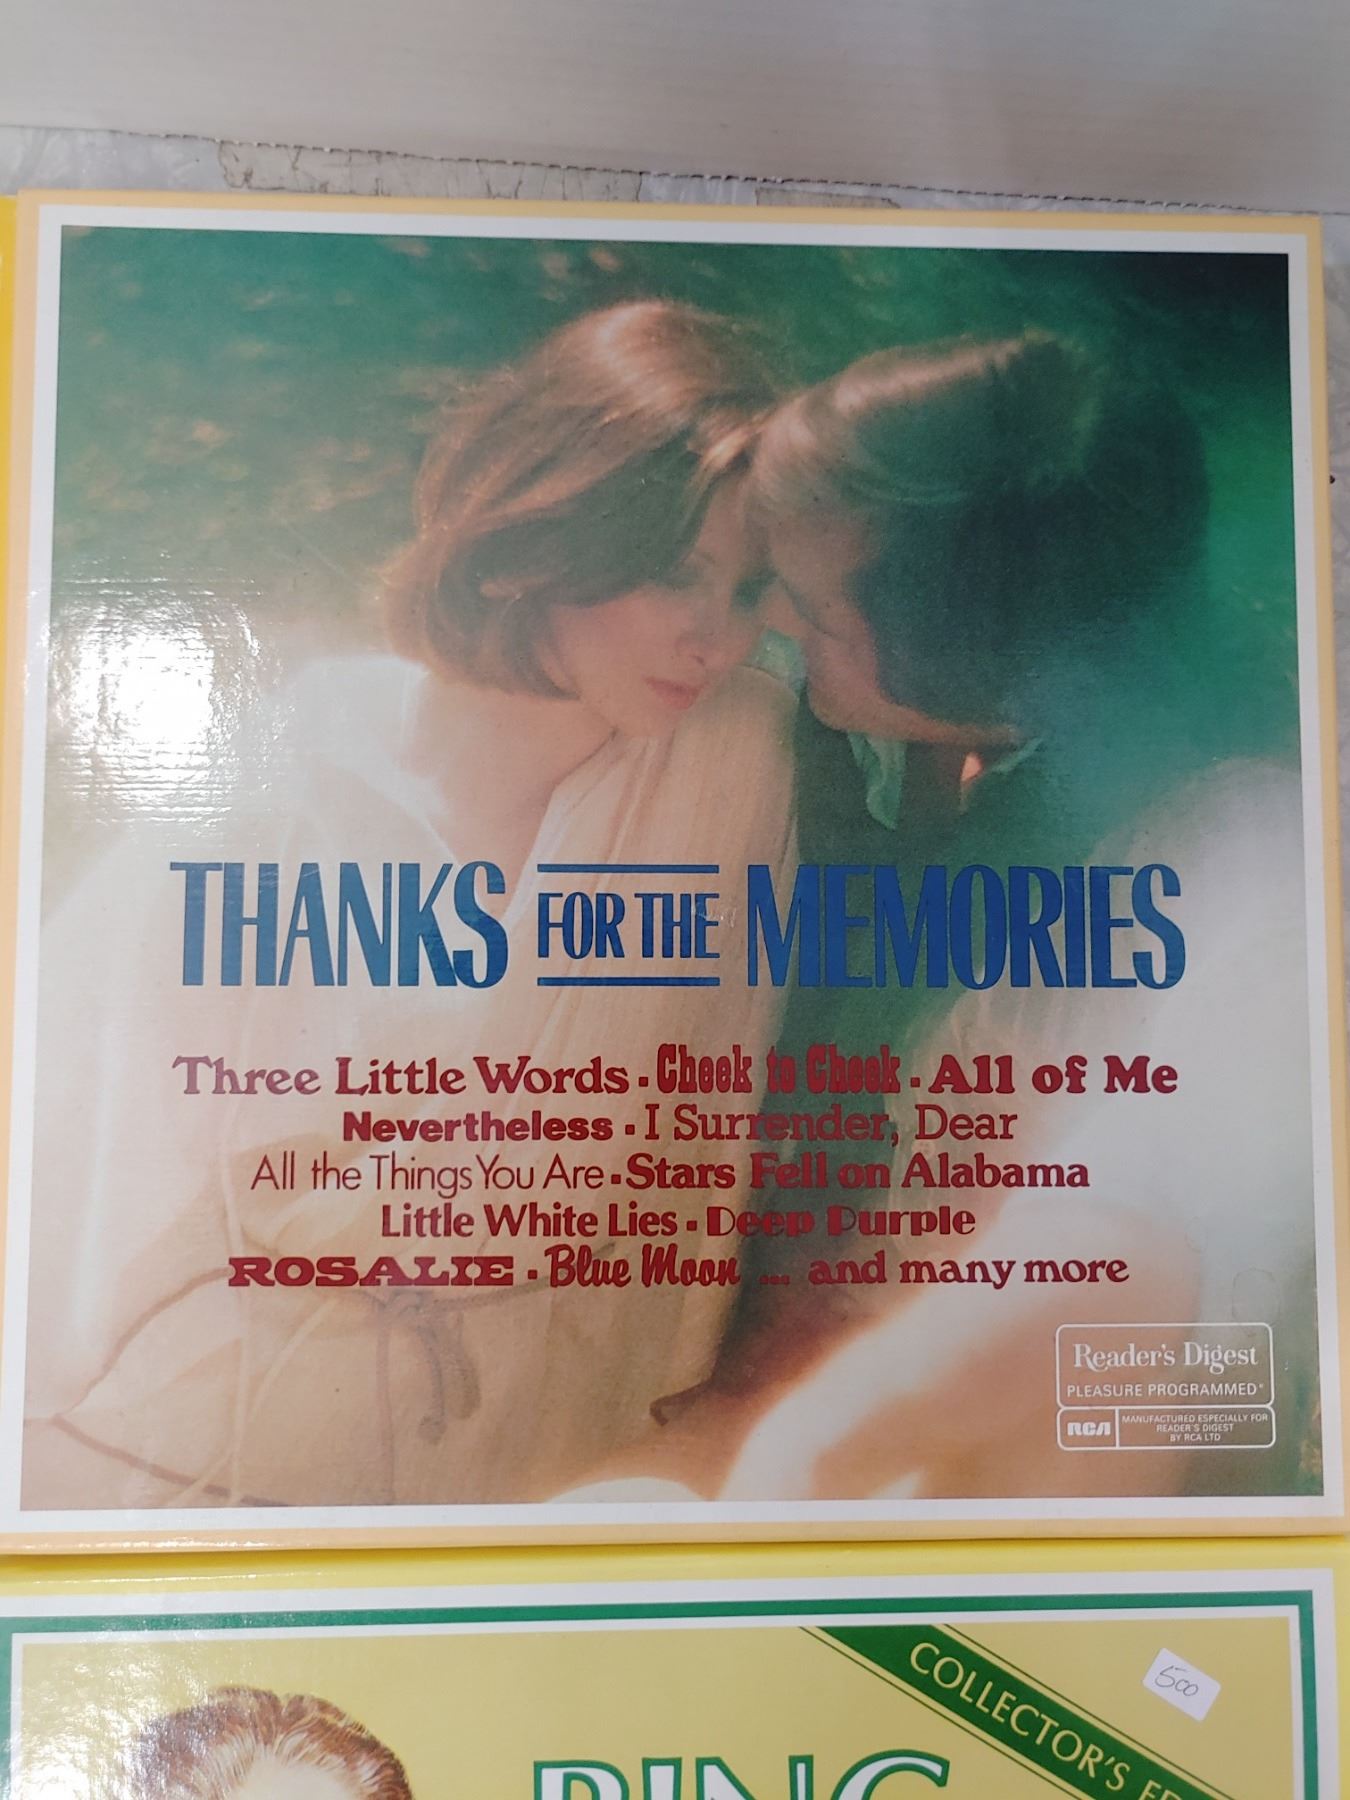 THANKS FOR THE MEMORIES
Three Little Words · Cheek to Cheek · All of Me
Nevertheless · I Surrender, Dear
All the Things You Are · Stars Fell on Alabama
Little White Lies · Deep Purple
ROSALIE · Blue Moon ... and many more
Reader's Digest
PLEASURE PROGRAMMED®
RCA
MANUFACTURED ESPECIALLY FOR
READER'S DIGEST
BY RCA LTD
COLLECTOR'S
500
BING